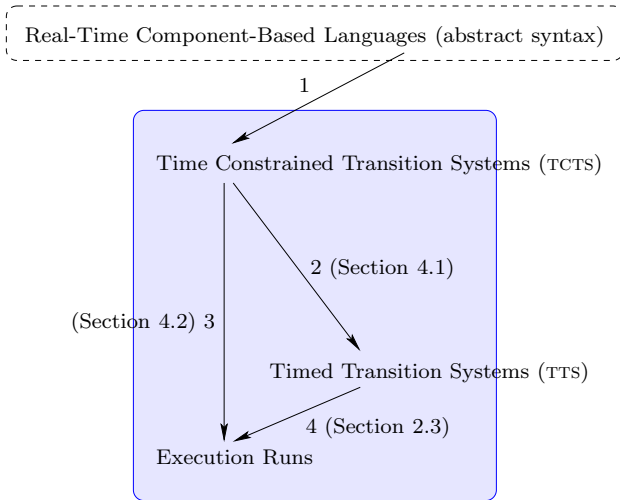 Real-Time Component-Based Languages (abstract syntax)
1
Time Constrained Transition Systems (TCTS)
2 (Section 4.1)
(Section 4.2) 3
Timed Transition Systems (TTS)
4 (Section 2.3)
Execution Runs